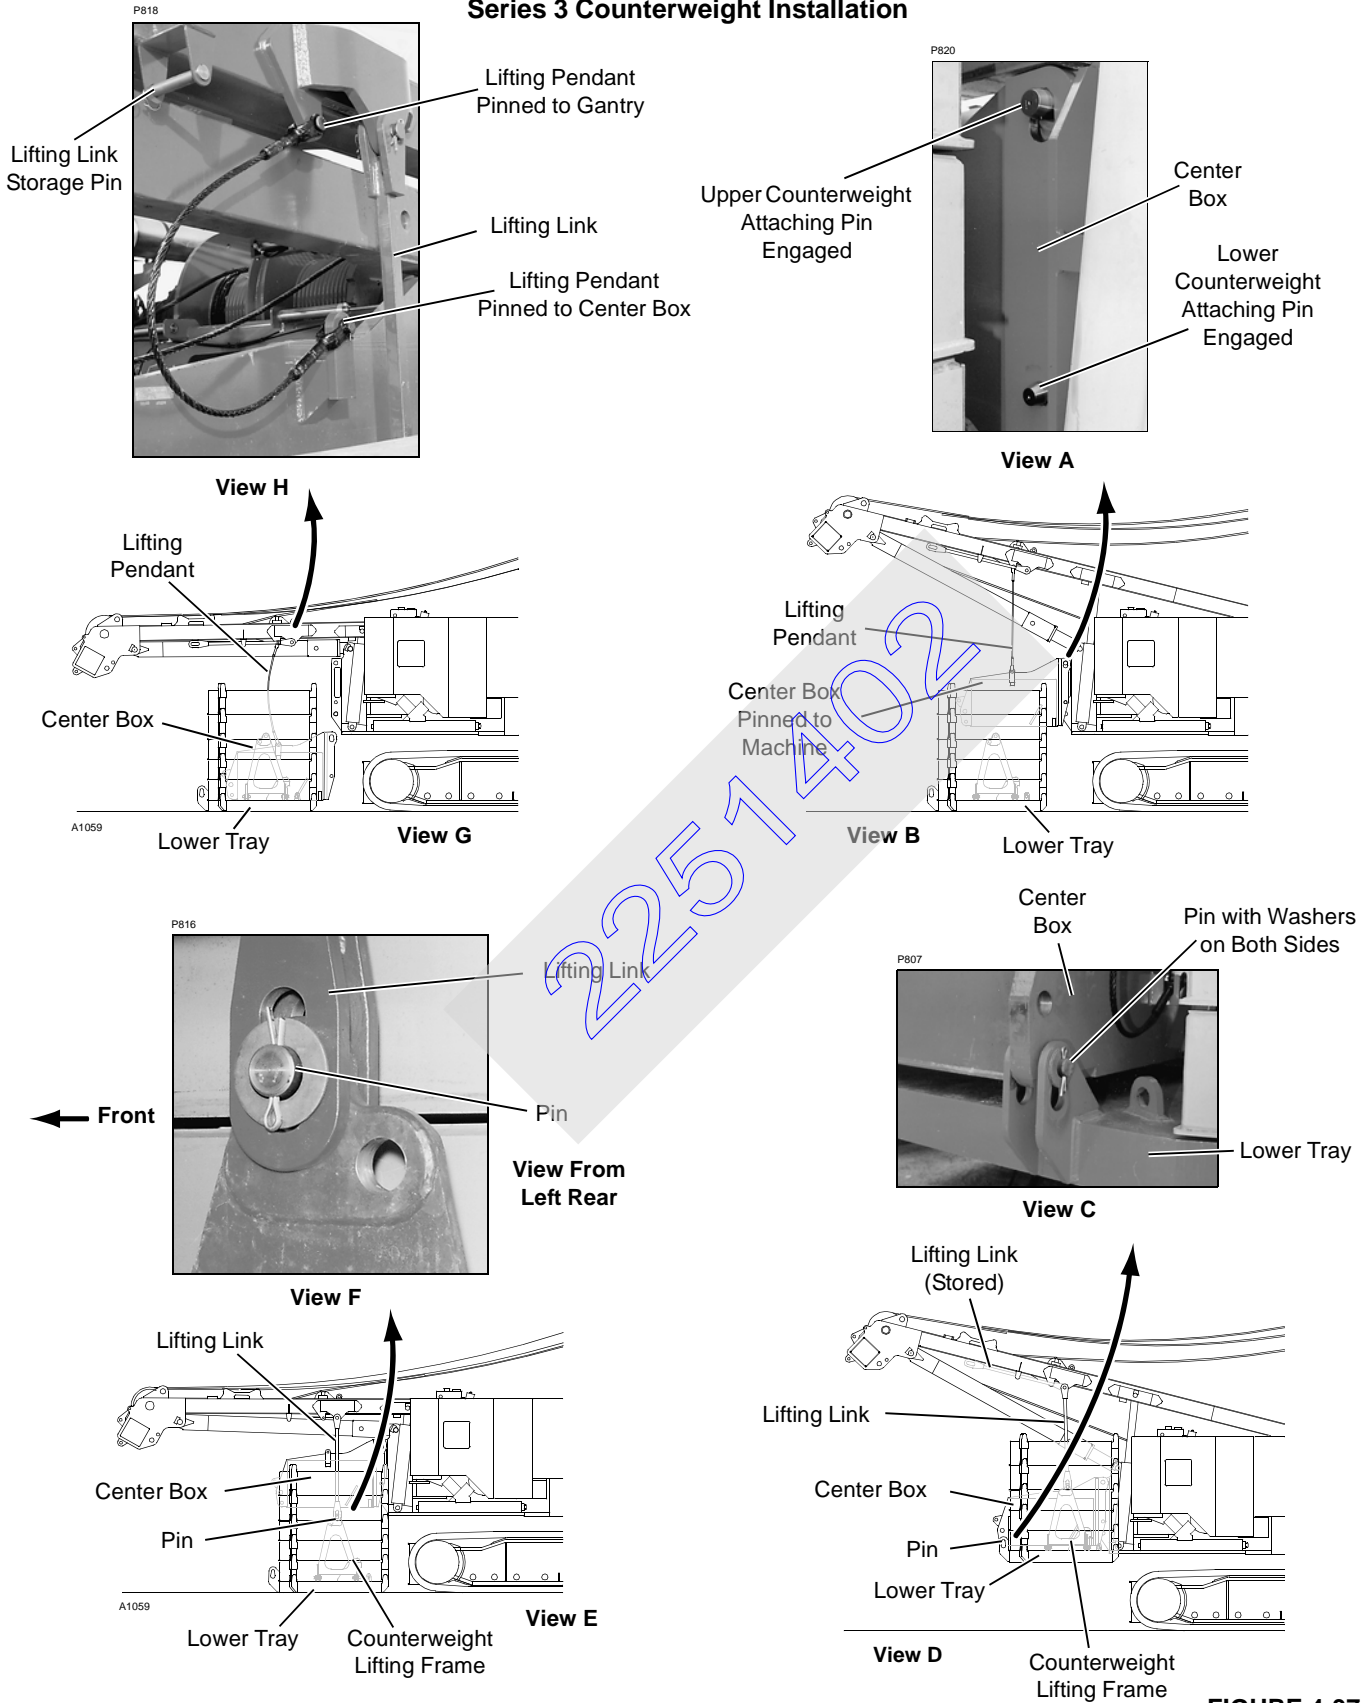 Series 3 Counterweight Installation
P818
Lifting Pendant
Pinned to Gantry
Lifting Link
Storage Pin
Lifting Link
Lifting Pendant
Pinned to Center Box
View H
P820
Upper Counterweight
Attaching Pin
Engaged
Center
Box
Lower
Counterweight
Attaching Pin
Engaged
View A
Lifting
Pendant
Center Box
A1059
Lower Tray
View G
Lifting
Pendant
Center Box
Pinned to
Machine
View B
Lower Tray
2251402
P816
Lifting Link
Front
Pin
View From
Left Rear
View F
Center
Box
Pin with Washers
on Both Sides
P807
Lower Tray
View C
Lifting Link
Center Box
Pin
A1059
Lower Tray
Counterweight
Lifting Frame
View E
Lifting Link
(Stored)
Lifting Link
Center Box
Pin
Lower Tray
View D
Counterweight
Lifting Frame